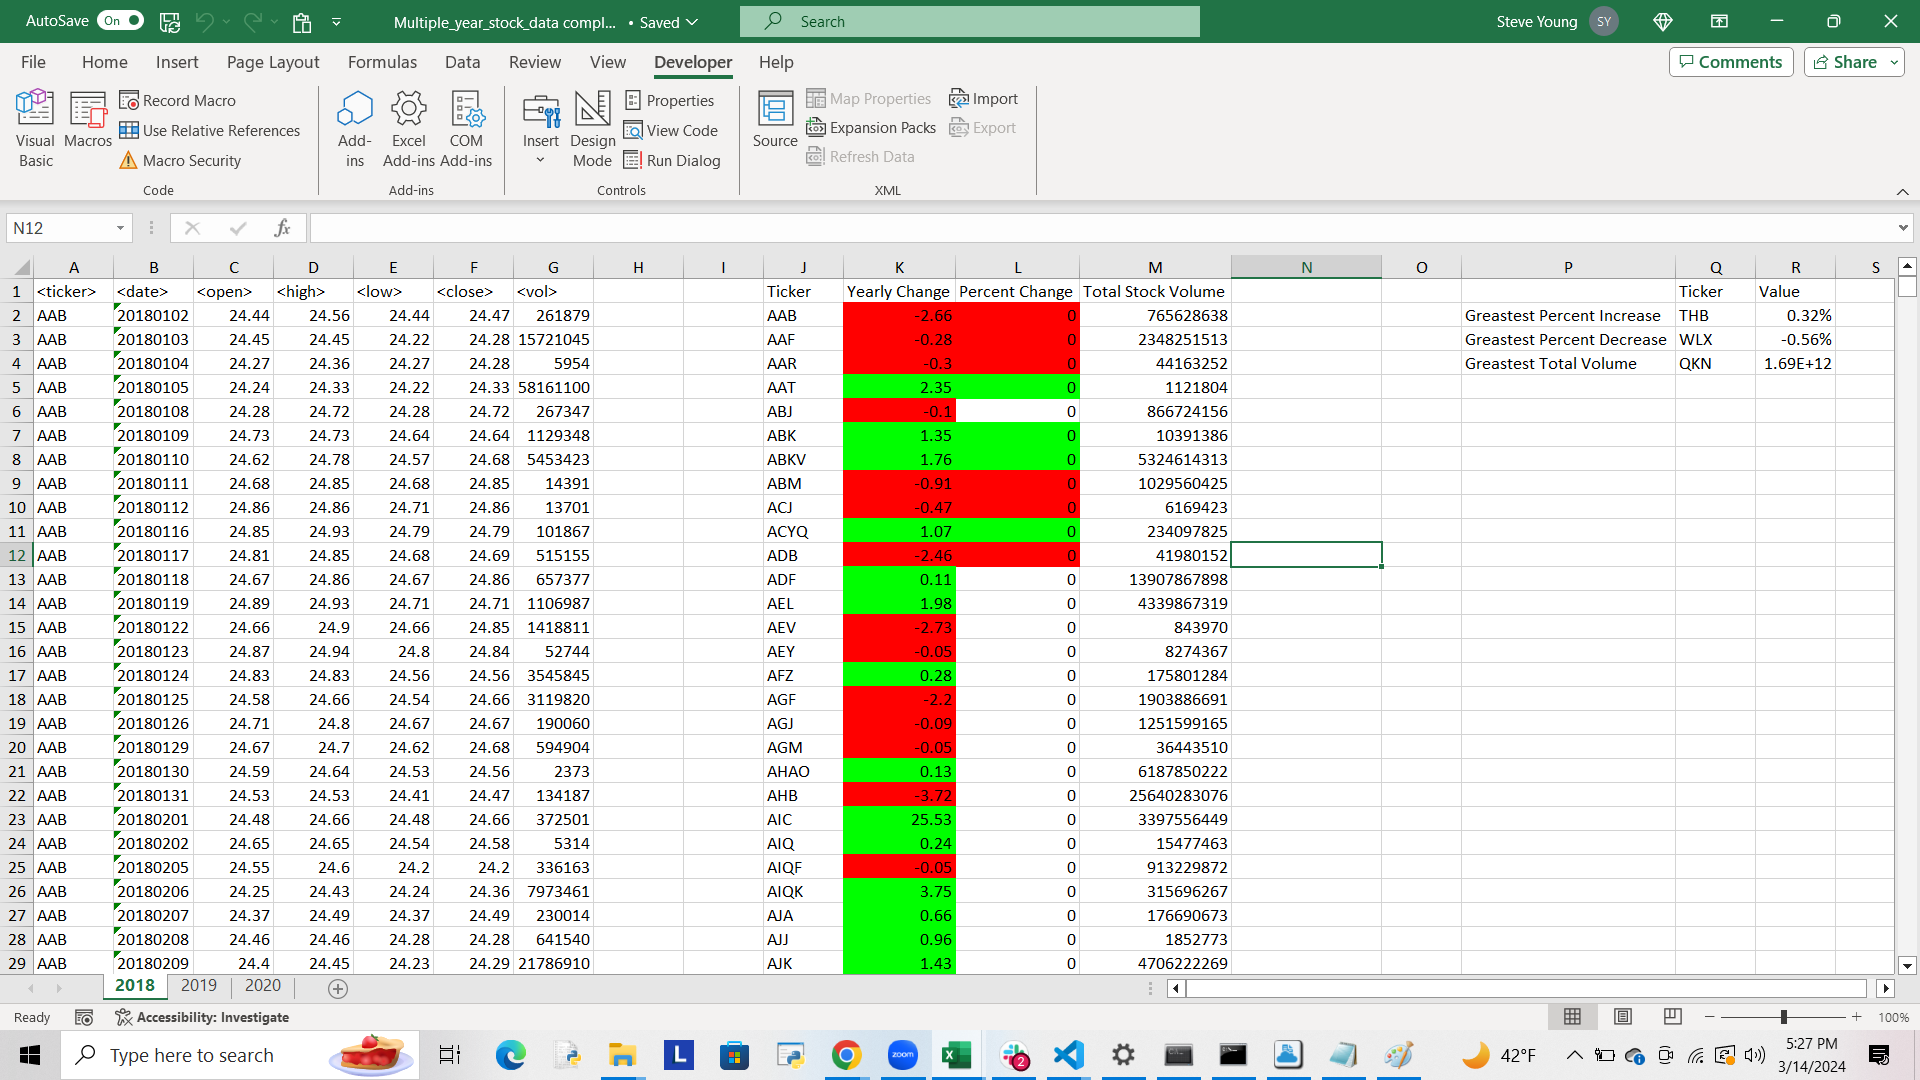 AutoSave On Multiple_year_stock_data compl... • Saved Search Steve Young SY
File Home Insert Page Layout Formulas Data Review View Developer Help Comments Share
Visual Basic
Macros
Record Macro
Use Relative References
Macro Security
Code
Add-ins
Excel Add-ins
COM Add-ins
Add-ins
Insert
Design Mode
Properties
View Code
Run Dialog
Controls
Source
Map Properties
Expansion Packs
Refresh Data
Import
Export
XML
N12 fx
A B C D E F G H I J K L M N O P Q R S
1 <ticker> <date> <open> <high> <low> <close> <vol> Ticker Yearly Change Percent Change Total Stock Volume Ticker Value
2 AAB 20180102 24.44 24.56 24.44 24.47 261879 AAB -2.66 0 765628638 Greastest Percent Increase THB 0.32%
3 AAB 20180103 24.45 24.45 24.22 24.28 15721045 AAF -0.28 0 2348251513 Greastest Percent Decrease WLX -0.56%
4 AAB 20180104 24.27 24.36 24.27 24.28 5954 AAR -0.3 0 44163252 Greastest Total Volume QKN 1.69E+12
5 AAB 20180105 24.24 24.33 24.22 24.33 58161100 AAT 2.35 0 1121804
6 AAB 20180108 24.28 24.72 24.28 24.72 267347 ABJ -0.1 0 866724156
7 AAB 20180109 24.73 24.73 24.64 24.64 1129348 ABK 1.35 0 10391386
8 AAB 20180110 24.62 24.78 24.57 24.68 5453423 ABKV 1.76 0 5324614313
9 AAB 20180111 24.68 24.85 24.68 24.85 14391 ABM -0.91 0 1029560425
10 AAB 20180112 24.86 24.86 24.71 24.86 13701 ACJ -0.47 0 6169423
11 AAB 20180116 24.85 24.93 24.79 24.79 101867 ACYQ 1.07 0 234097825
12 AAB 20180117 24.81 24.85 24.68 24.69 515155 ADB -2.46 0 41980152
13 AAB 20180118 24.67 24.86 24.67 24.86 657377 ADF 0.11 0 13907867898
14 AAB 20180119 24.89 24.93 24.71 24.71 1106987 AEL 1.98 0 4339867319
15 AAB 20180122 24.66 24.9 24.66 24.85 1418811 AEV -2.73 0 843970
16 AAB 20180123 24.87 24.94 24.8 24.84 52744 AEY -0.05 0 8274367
17 AAB 20180124 24.83 24.83 24.56 24.56 3545845 AFZ 0.28 0 175801284
18 AAB 20180125 24.58 24.66 24.54 24.66 3119820 AGF -2.2 0 1903886691
19 AAB 20180126 24.71 24.8 24.67 24.67 190060 AGJ -0.09 0 1251599165
20 AAB 20180129 24.67 24.7 24.62 24.68 594904 AGM -0.05 0 36443510
21 AAB 20180130 24.59 24.64 24.53 24.56 2373 AHAO 0.13 0 6187850222
22 AAB 20180131 24.53 24.53 24.41 24.47 134187 AHB -3.72 0 25640283076
23 AAB 20180201 24.48 24.66 24.48 24.66 372501 AIC 25.53 0 3397556449
24 AAB 20180202 24.65 24.65 24.54 24.58 5314 AIQ 0.24 0 15477463
25 AAB 20180205 24.55 24.6 24.2 24.2 336163 AIQF -0.05 0 913229872
26 AAB 20180206 24.25 24.43 24.24 24.36 7973461 AIQK 3.75 0 315696267
27 AAB 20180207 24.37 24.49 24.37 24.49 230014 AJA 0.66 0 176690673
28 AAB 20180208 24.46 24.46 24.28 24.28 641540 AJJ 0.96 0 1852773
29 AAB 20180209 24.4 24.45 24.23 24.29 21786910 AJK 1.43 0 4706222269
2018 2019 2020
Ready Accessibility: Investigate 100%
Type here to search L zoom 2 42°F 5:27 PM
3/14/2024